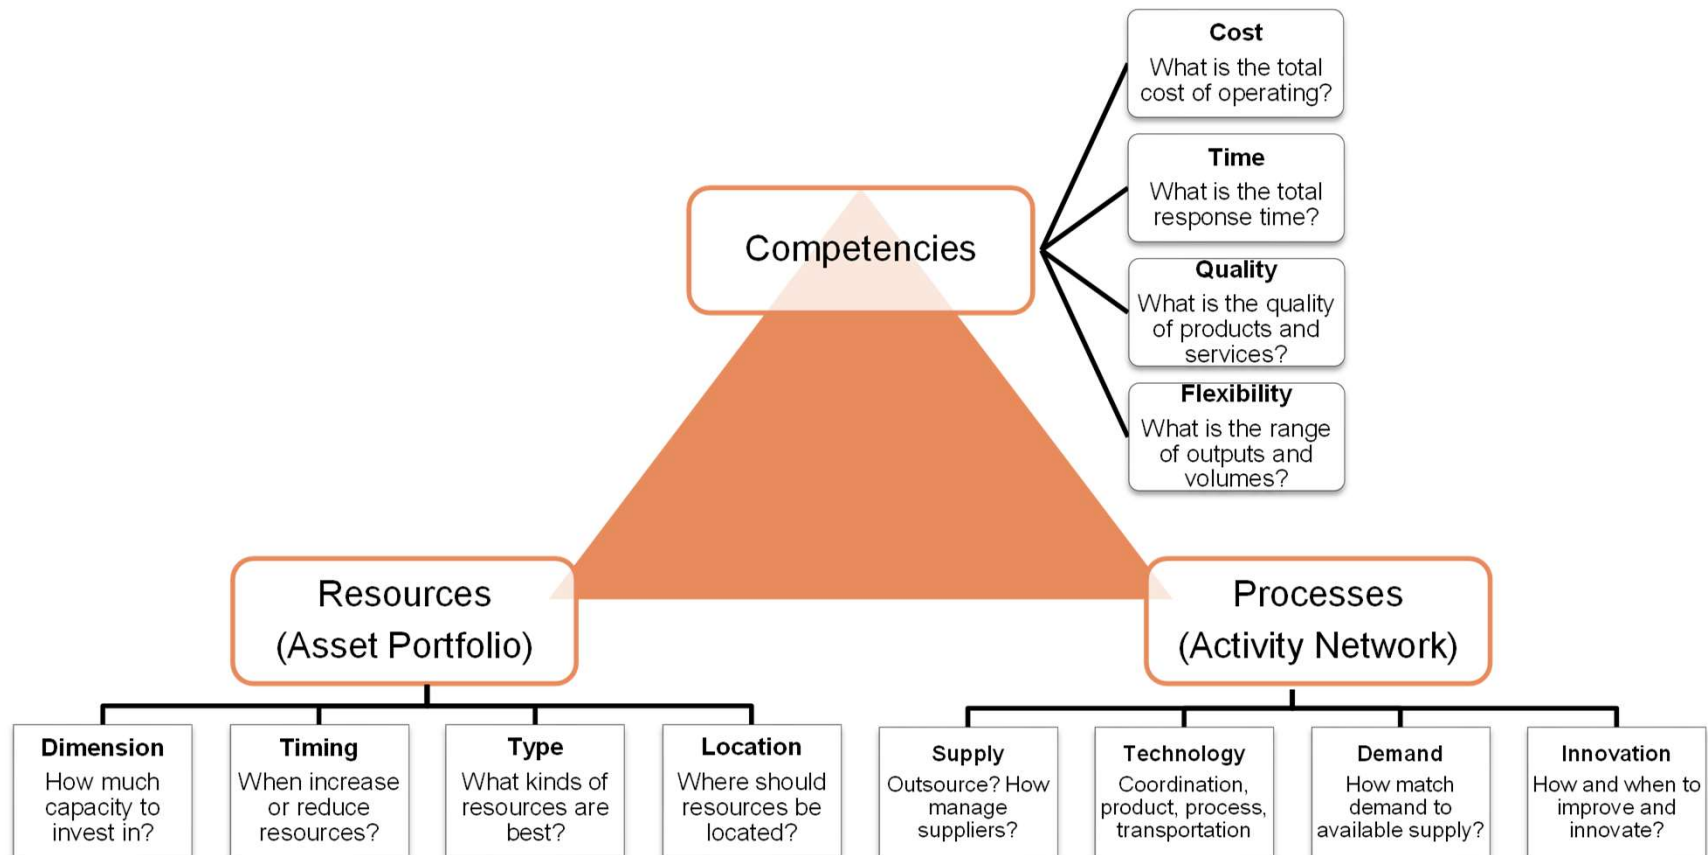 Cost
What is the total
cost of operating?
Time
What is the total
response time?
Quality
What is the quality
of products and
services?
Flexibility
What is the range
of outputs and
volumes?
Competencies
Resources
(Asset Portfolio)
Processes
(Activity Network)
Dimension
How much
capacity to
invest in?
Timing
When increase
or reduce
resources?
Type
What kinds of
resources are
best?
Location
Where should
resources be
located?
Supply
Outsource? How
manage
suppliers?
Technology
Coordination,
product, process,
transportation
Demand
How match
demand to
available supply?
Innovation
How and when to
improve and
innovate?